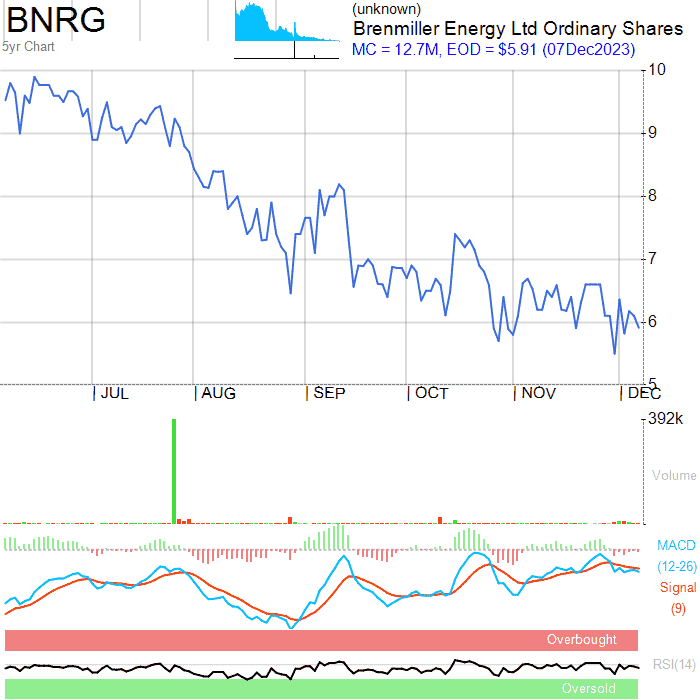 BNRG
5yr Chart
(unknown)
Brenmiller Energy Ltd Ordinary Shares
MC = 12.7M, EOD = $5.91 (07Dec2023)
10
9
8
7
6
5
JUL AUG SEP OCT NOV DEC
392k
Volume
MACD
(12-26)
Signal
(9)
Overbought
RSI(14)
Oversold